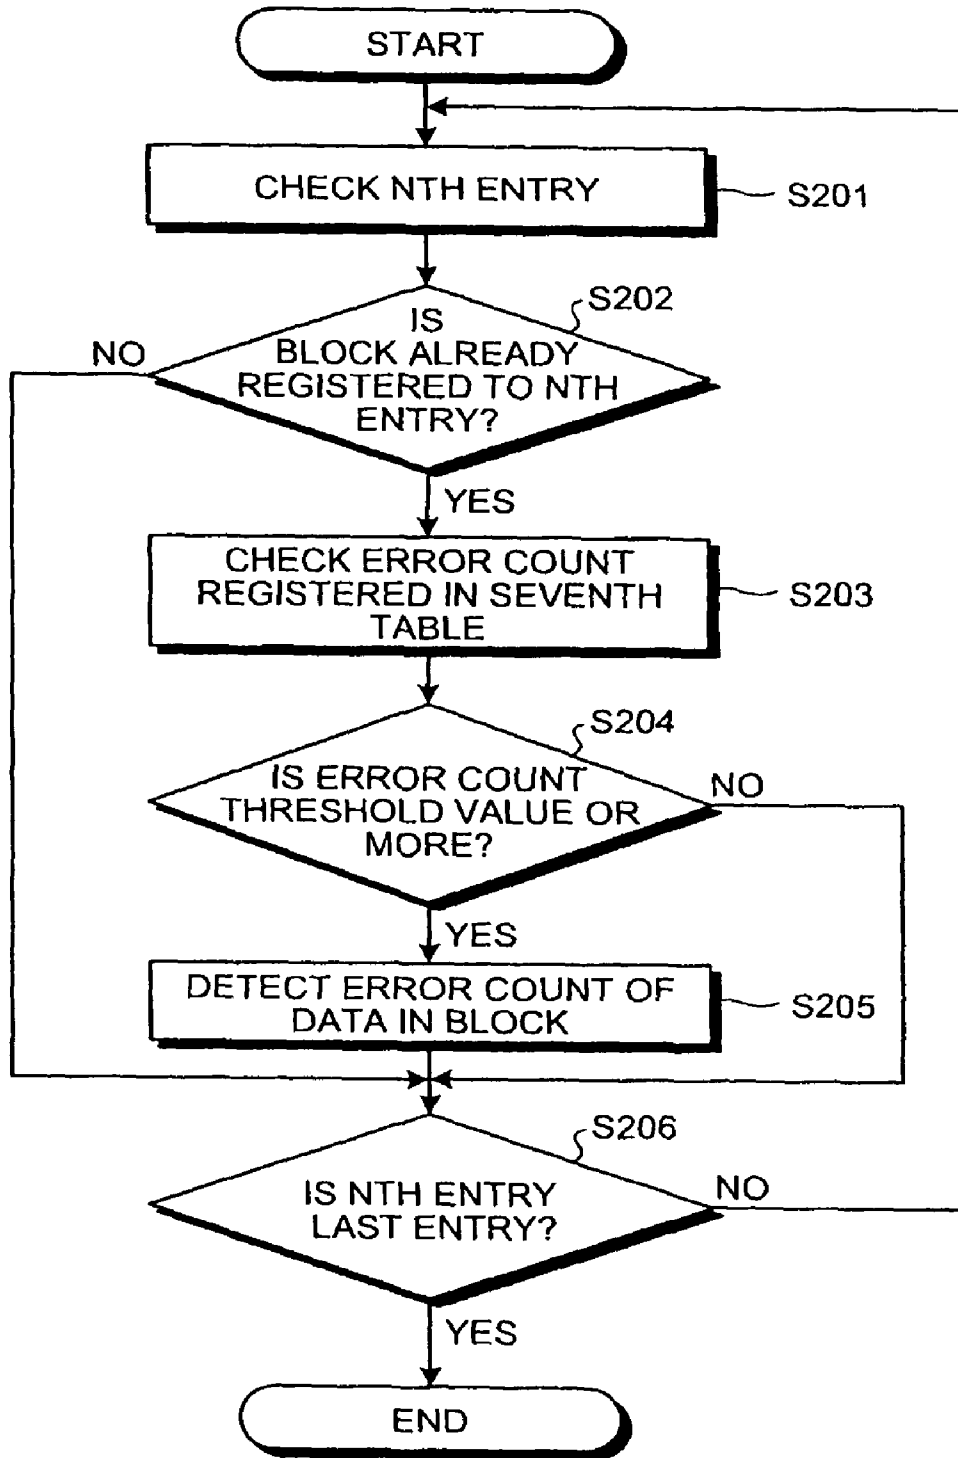 START
CHECK NTH ENTRY
S201
S202
IS
BLOCK ALREADY
REGISTERED TO NTH
ENTRY?
NO
YES
CHECK ERROR COUNT
REGISTERED IN SEVENTH
TABLE
S203
S204
IS ERROR COUNT
THRESHOLD VALUE OR
MORE?
NO
YES
DETECT ERROR COUNT OF
DATA IN BLOCK
S205
S206
IS NTH ENTRY
LAST ENTRY?
NO
YES
END